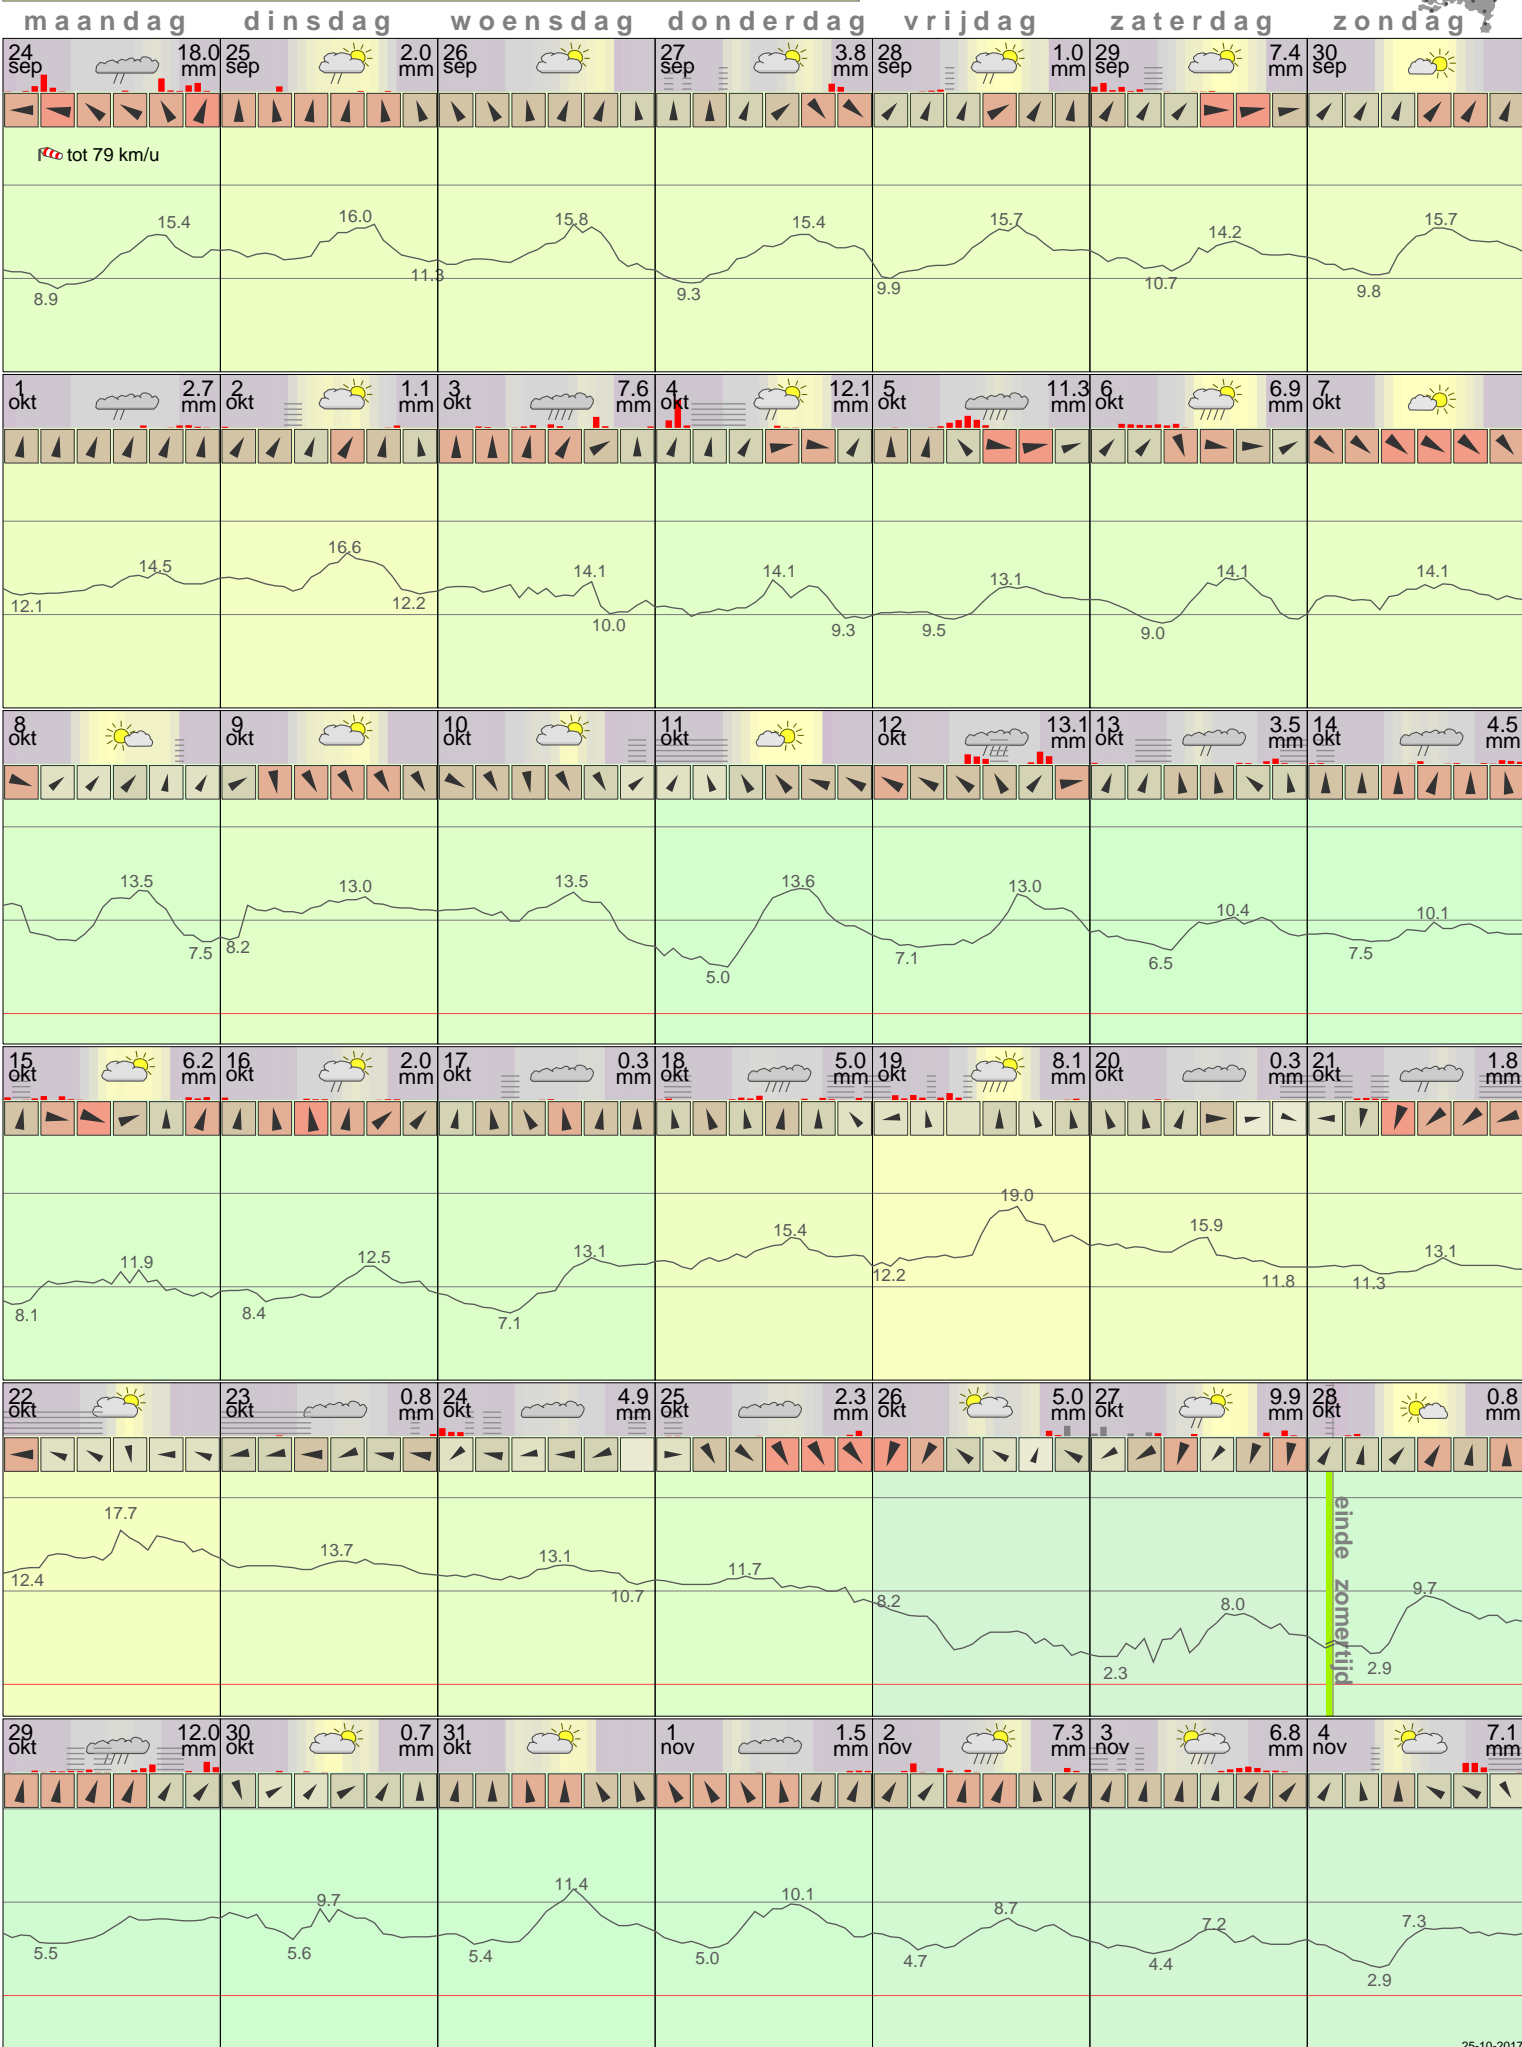 maandag dinsdag woensdag donderdag vrijdag zaterdag zondag
24 18.0 25 2.0 26 27 3.8 28 1.0 29 7.4 30
sep mm sep mm sep sep mm sep mm sep mm sep
tot 79 km/u
15.4 16.0 15.8 15.4 15.7 14.2 15.7
8.9 11.3 9.3 9.9 10.7 9.8
1 2.7 2 1.1 3 7.6 4 12.1 5 11.3 6 6.9 7
okt mm okt mm okt mm okt mm okt mm okt mm okt
14.5 16.6 14.1 14.1 13.1 14.1 14.1
12.1 12.2 10.0 9.3 9.5 9.0
8 9 10 11 12 13.1 13 3.5 14 4.5
okt okt okt okt okt mm okt mm okt mm
13.5 13.0 13.5 13.6 13.0 10.4 10.1
7.5 8.2 5.0 7.1 6.5 7.5
15 6.2 16 2.0 17 0.3 18 5.0 19 8.1 20 0.3 21 1.8
okt mm okt mm okt mm okt mm okt mm okt mm okt mm
11.9 12.5 13.1 15.4 19.0 15.9 13.1
8.1 8.4 7.1 12.2 11.8 11.3
22 23 0.8 24 4.9 25 2.3 26 5.0 27 9.9 28 0.8
okt okt mm okt mm okt mm okt mm okt mm okt mm
17.7 13.7 13.1 11.7 8.2 8.0 9.7
12.4 10.7 2.3 2.9
einde zomertijd
29 12.0 30 0.7 31 1 1.5 2 7.3 3 6.8 4 7.1
okt mm okt mm okt nov mm nov mm nov mm nov mm
9.7 11.4 10.1 8.7 7.2 7.3
5.5 5.6 5.4 5.0 4.7 4.4 2.9
25-10-2017